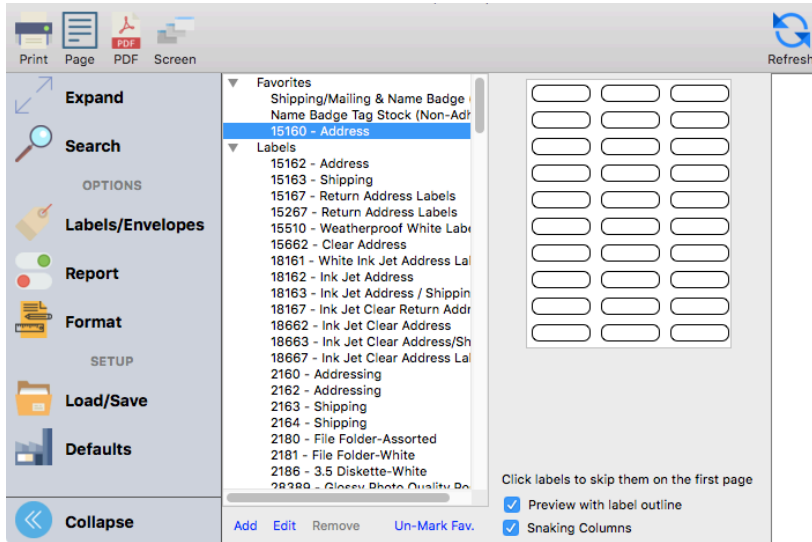 Print Page PDF Screen Refresh
PDF
Expand
Search
OPTIONS
Labels/Envelopes
Report
Format
SETUP
Load/Save
Defaults
Collapse
Favorites
Shipping/Mailing & Name Badge
Name Badge Tag Stock (Non-Adh
15160 - Address
Labels
15162 - Address
15163 - Shipping
15167 - Return Address Labels
15267 - Return Address Labels
15510 - Weatherproof White Labe
15662 - Clear Address
18161 - White Ink Jet Address Lal
18162 - Ink Jet Address
18163 - Ink Jet Address / Shippin
18167 - Ink Jet Clear Return Addr
18662 - Ink Jet Clear Address
18663 - Ink Jet Clear Address/Sh
18667 - Ink Jet Clear Address Lal
2160 - Addressing
2162 - Addressing
2163 - Shipping
2164 - Shipping
2180 - File Folder-Assorted
2181 - File Folder-White
2186 - 3.5 Diskette-White
28389 - Glossy Photo Quality Po
Add Edit Remove Un-Mark Fav.
Click labels to skip them on the first page
Preview with label outline
Snaking Columns